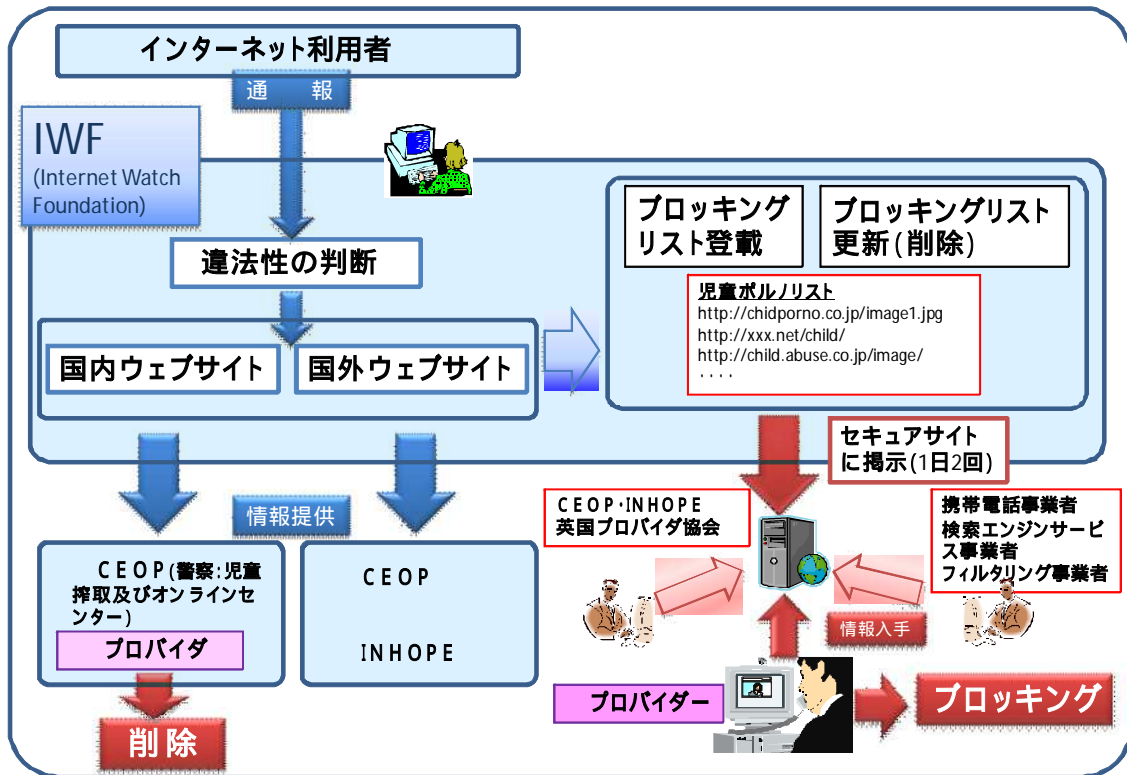 インターネット利用者
通　報
IWF
(Internet Watch
Foundation)
違法性の判断
国内ウェブサイト
国外ウェブサイト
ブロッキング
リスト登載
ブロッキングリスト
更新(削除)
児童ポルノリスト
http://chidporno.co.jp/image1.jpg
http://xxx.net/child/
http://child.abuse.co.jp/image/
....
セキュアサイト
に掲示(1日2回)
情報提供
CEOP(警察:児童
搾取及びオンラインセ
ンター)
プロバイダ
削除
CEOP
INHOPE
CEOP・INHOPE
英国プロバイダ協会
携帯電話事業者
検索エンジンサービ
ス事業者
フィルタリング事業者
情報入手
プロバイダー
ブロッキング